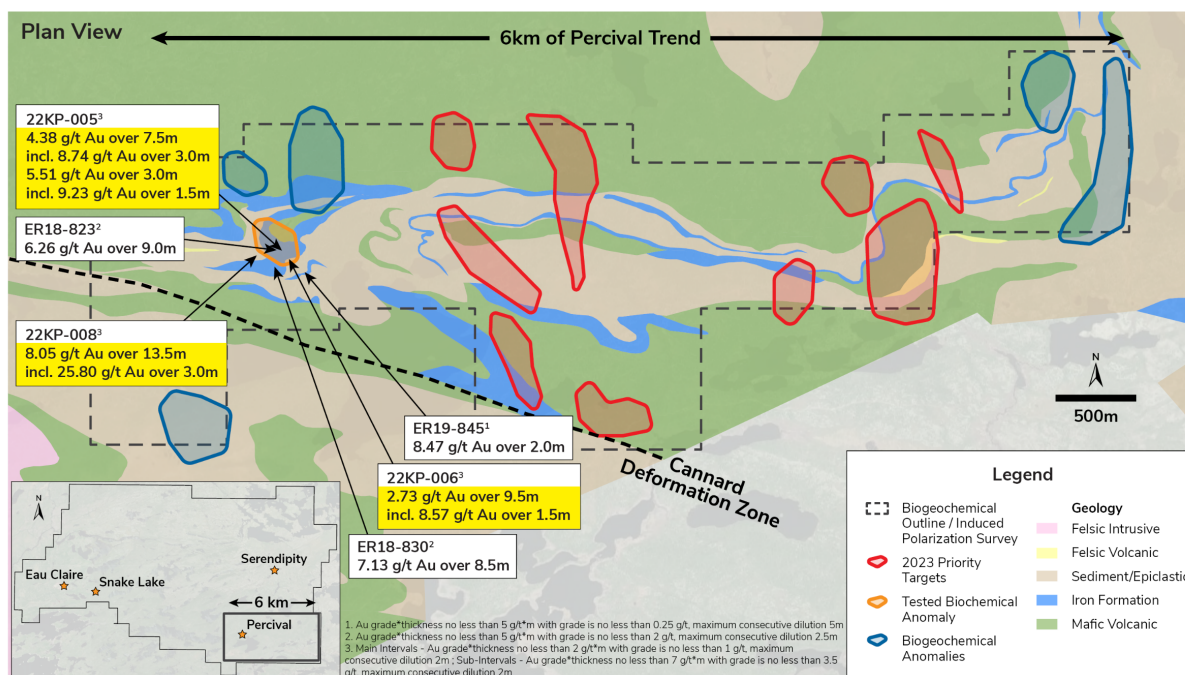 Plan View
6km of Percival Trend
22KP-005³
4.38 g/t Au over 7.5m
incl. 8.74 g/t Au over 3.0m
5.51 g/t Au over 3.0m
incl. 9.23 g/t Au over 1.5m
ER18-823²
6.26 g/t Au over 9.0m
22KP-008³
8.05 g/t Au over 13.5m
incl. 25.80 g/t Au over 3.0m
ER19-845¹
8.47 g/t Au over 2.0m
22KP-006³
2.73 g/t Au over 9.5m
incl. 8.57 g/t Au over 1.5m
ER18-830²
7.13 g/t Au over 8.5m
Cannard
Deformation Zone
N
500m
Legend
Biogeochemical
Outline / Induced
Polarization Survey
2023 Priority
Targets
Tested Biochemical
Anomaly
Biogeochemical
Anomalies
Geology
Felsic Intrusive
Felsic Volcanic
Sediment/Epiclastic
Iron Formation
Mafic Volcanic
N
Eau Claire
Snake Lake
Serendipity
6 km
Percival
1. Au grade*thickness no less than 5 g/t*m with grade is no less than 0.25 g/t, maximum consecutive dilution 5m
2. Au grade*thickness no less than 5 g/t*m with grade is no less than 2 g/t, maximum consecutive dilution 2.5m
3. Main Intervals - Au grade*thickness no less than 2 g/t*m with grade is no less than 1 g/t, maximum
consecutive dilution 2m ; Sub-Intervals - Au grade*thickness no less than 7 g/t*m with grade is no less than 3.5
g/t, maximum consecutive dilution 2m